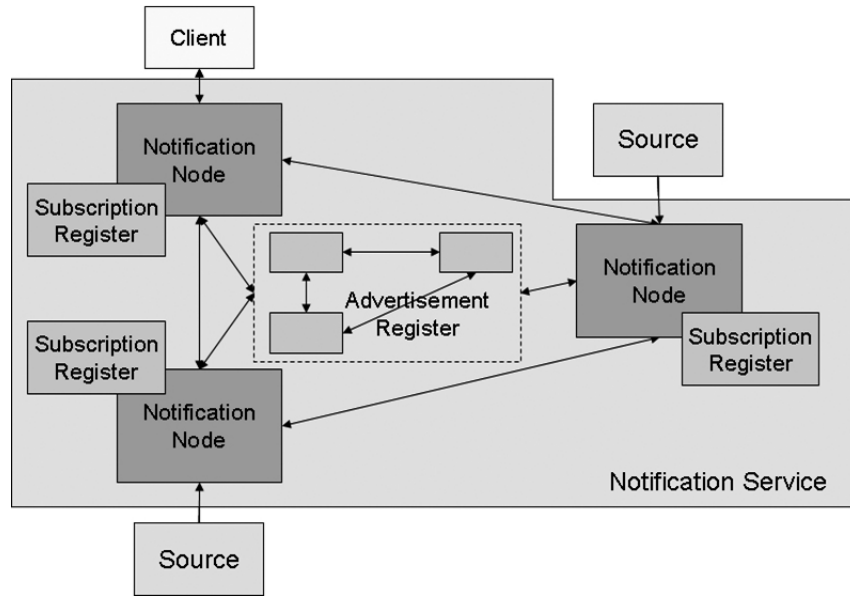 Client
Notification
Node
Source
Subscription
Register
Notification
Node
Advertisement
Register
Subscription
Register
Subscription
Register
Notification
Node
Notification Service
Source